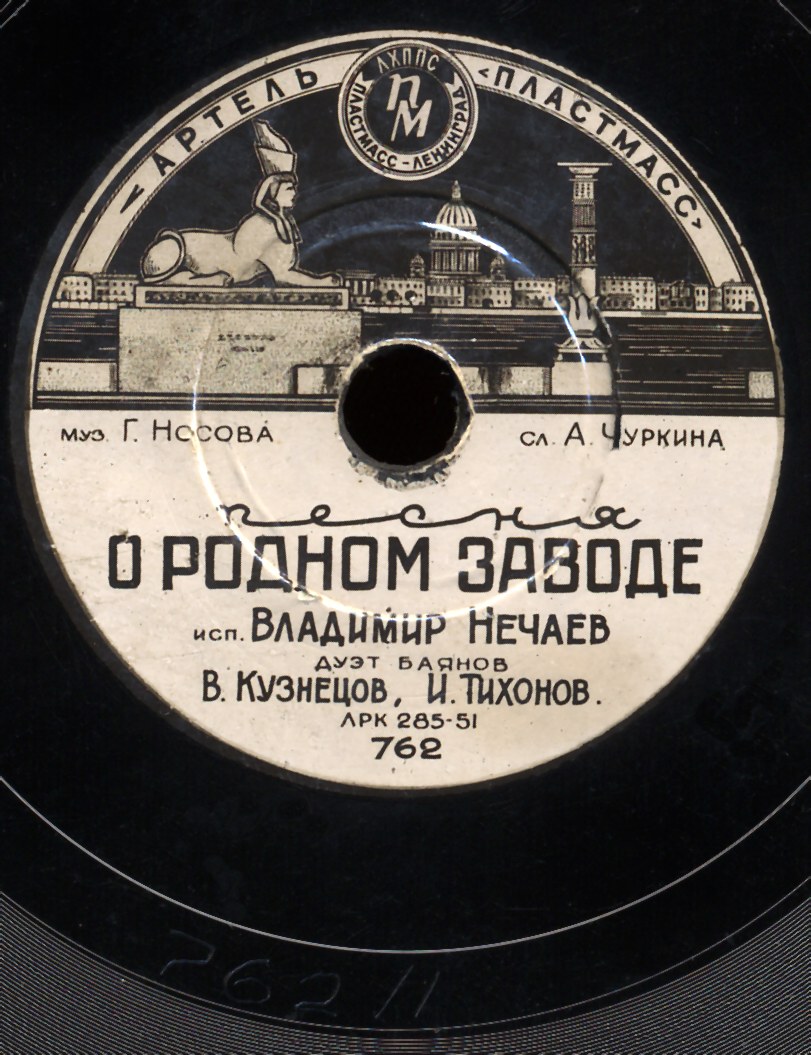 «АРТЕЛЬ «ПЛАСТМАСС»
ЛХППС
ПМ
ПЛАСТМАСС-ЛЕНИНГРАД
муз. Г. Носова
сл. А. Чуркина
песня
О РОДНОМ ЗАВОДЕ
исп. ВЛАДИМИР НЕЧАЕВ
ДУЭТ БАЯНОВ
В. КУЗНЕЦОВ, И. ТИХОНОВ.
ЛРК 285-51
762
762 /1